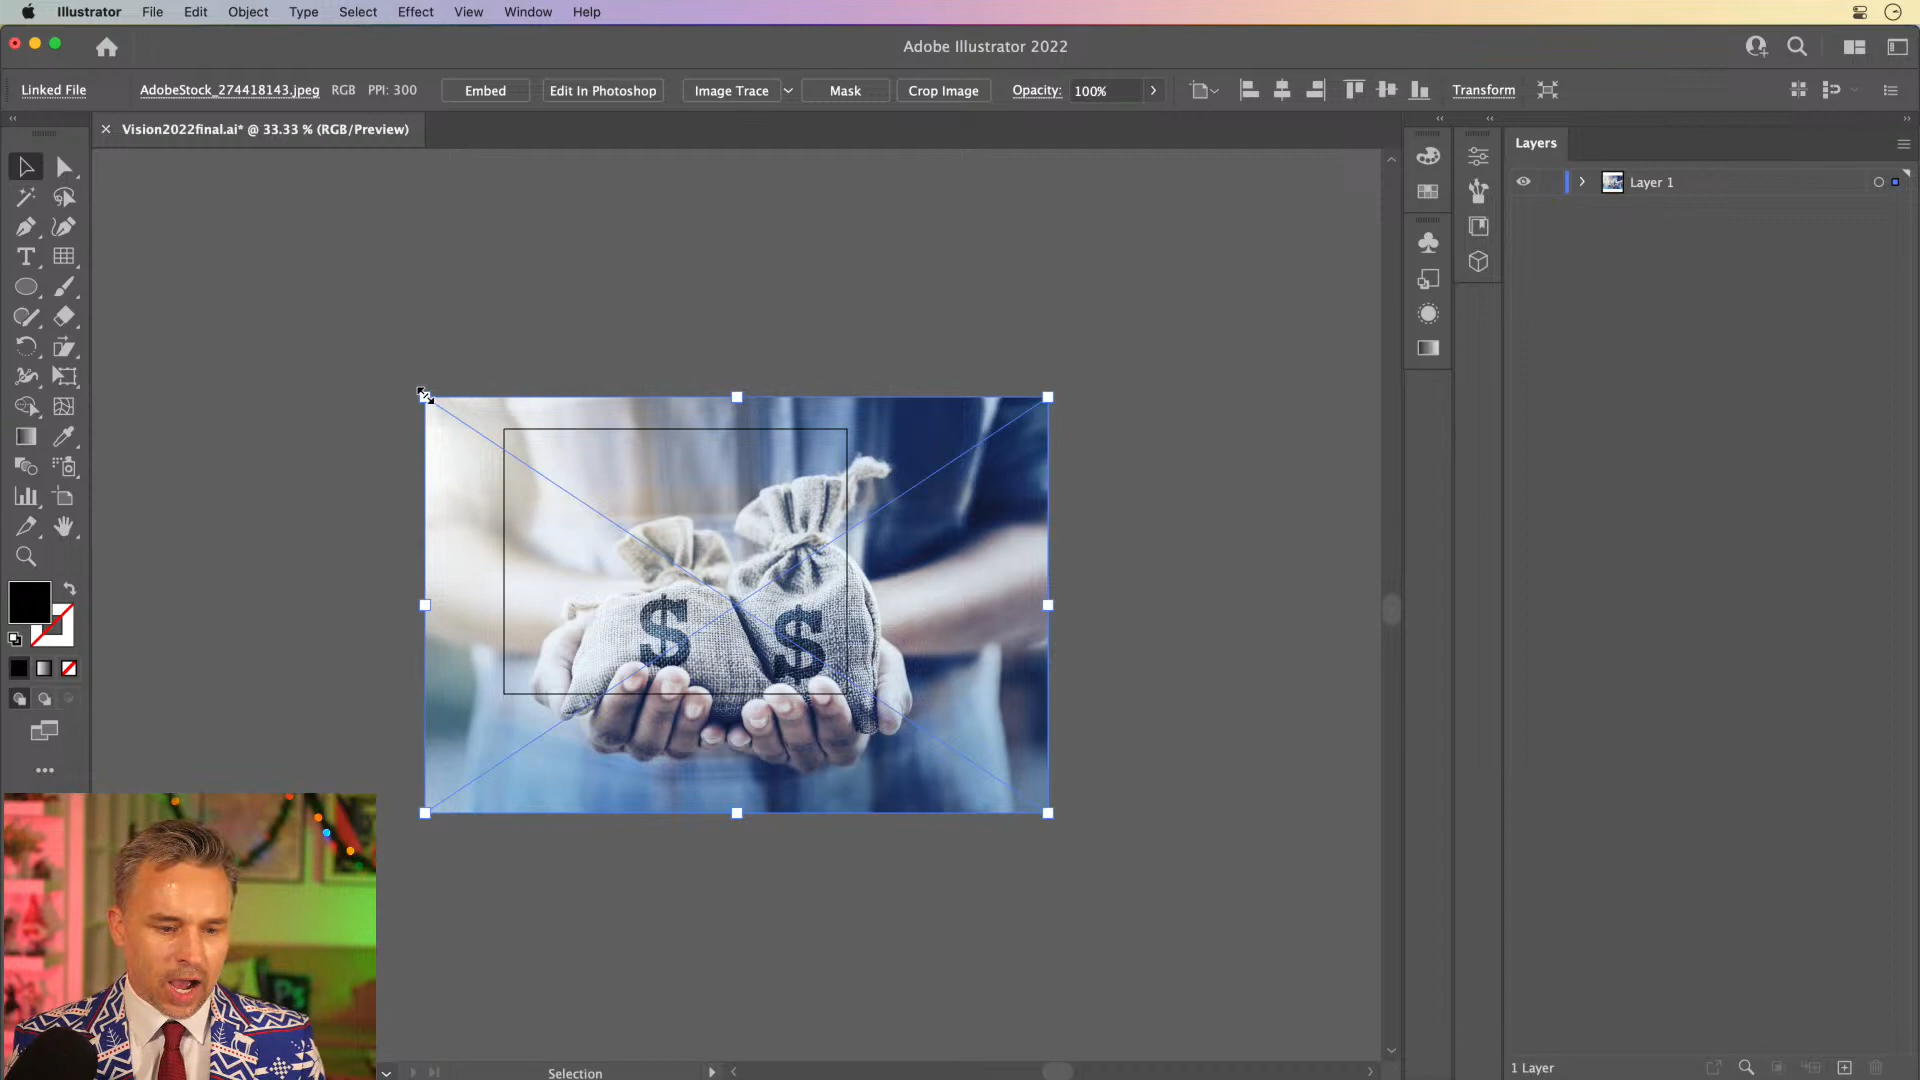 Illustrator File Edit Object Type Select Effect View Window Help
Adobe Illustrator 2022
Linked File AdobeStock_274418143.jpeg RGB PPI: 300 Embed Edit In Photoshop Image Trace Mask Crop Image Opacity: 100% Transform
Vision2022final.ai* @ 33.33 % (RGB/Preview)
Layers
Layer 1
$ $
1 Layer
Selection